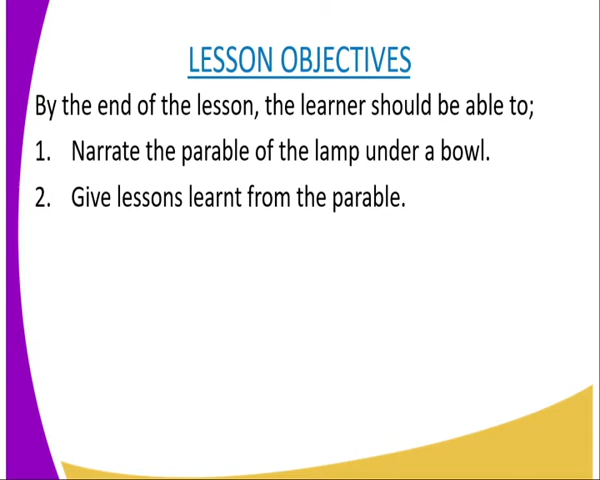 LESSON OBJECTIVES
By the end of the lesson, the learner should be able to;
1. Narrate the parable of the lamp under a bowl.
2. Give lessons learnt from the parable.